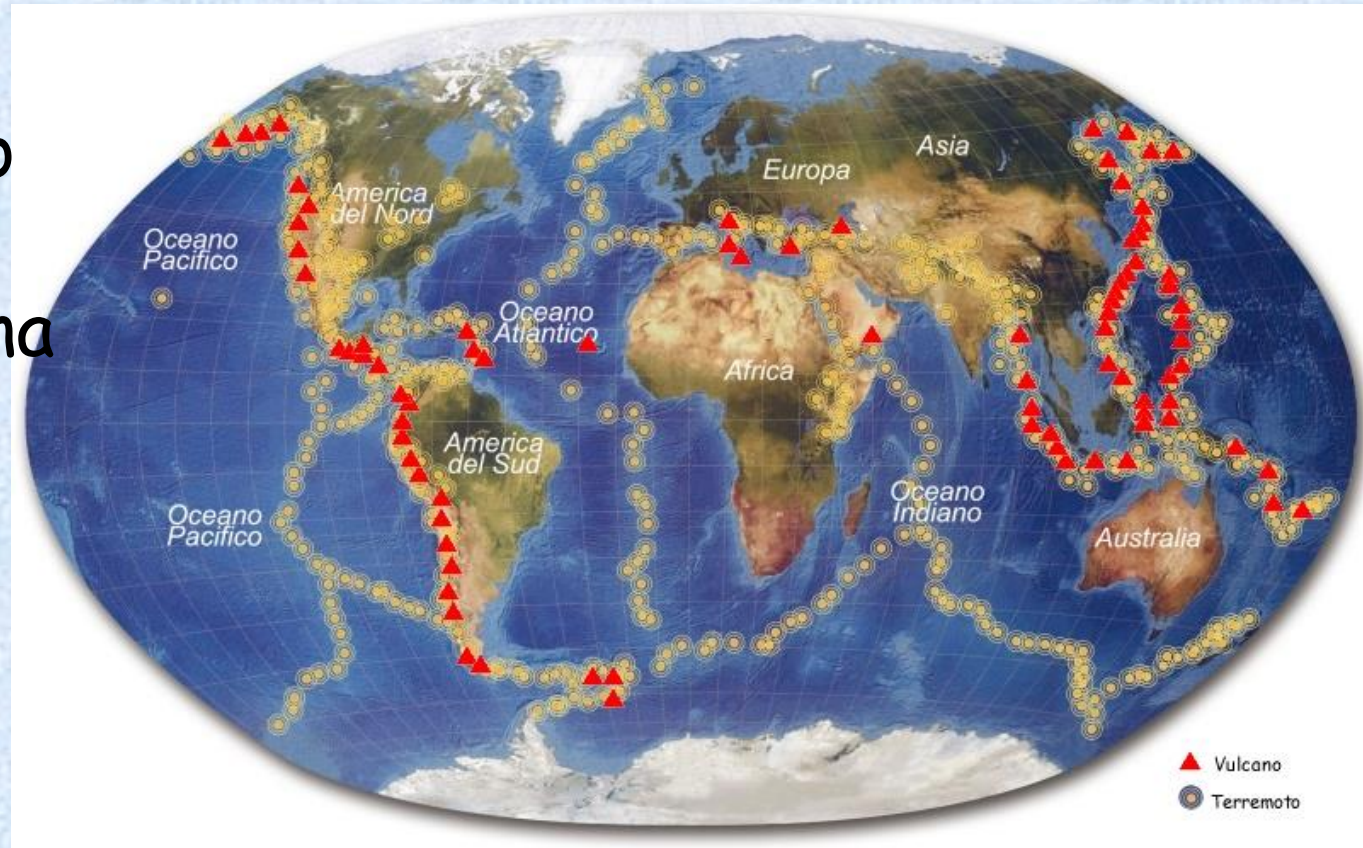 o
na
Oceano
Pacifico
America
del Nord
Europa
Asia
Oceano
Atlantico
Africa
America
del Sud
Oceano
Pacifico
Oceano
Indiano
Australia
Vulcano
Terremoto